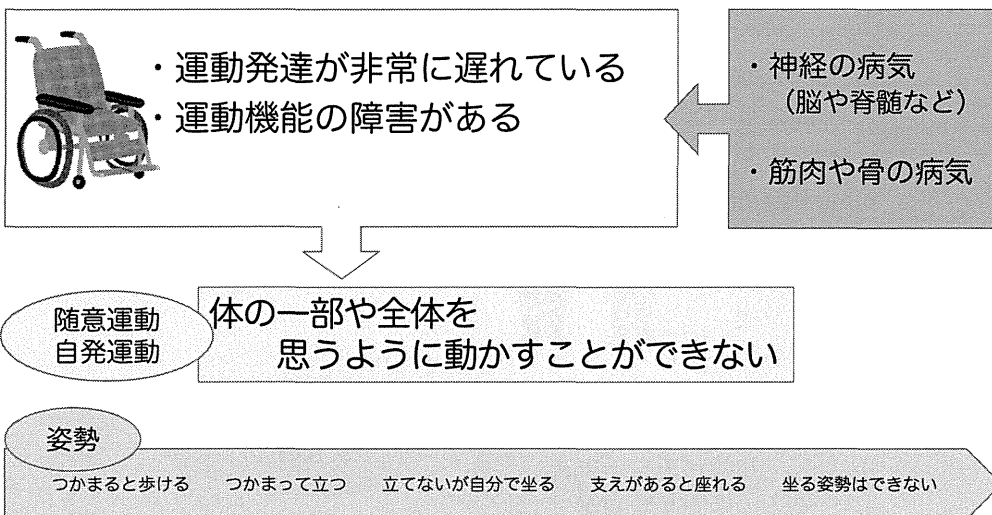 ・運動発達が非常に遅れている
・運動機能の障害がある
・神経の病気
（脳や脊髄など）
・筋肉や骨の病気
随意運動
自発運動
体の一部や全体を
思うように動かすことができない
姿勢
つかまると歩ける　つかまって立つ　立てないが自分で坐る　支えがあると座れる　坐る姿勢はできない